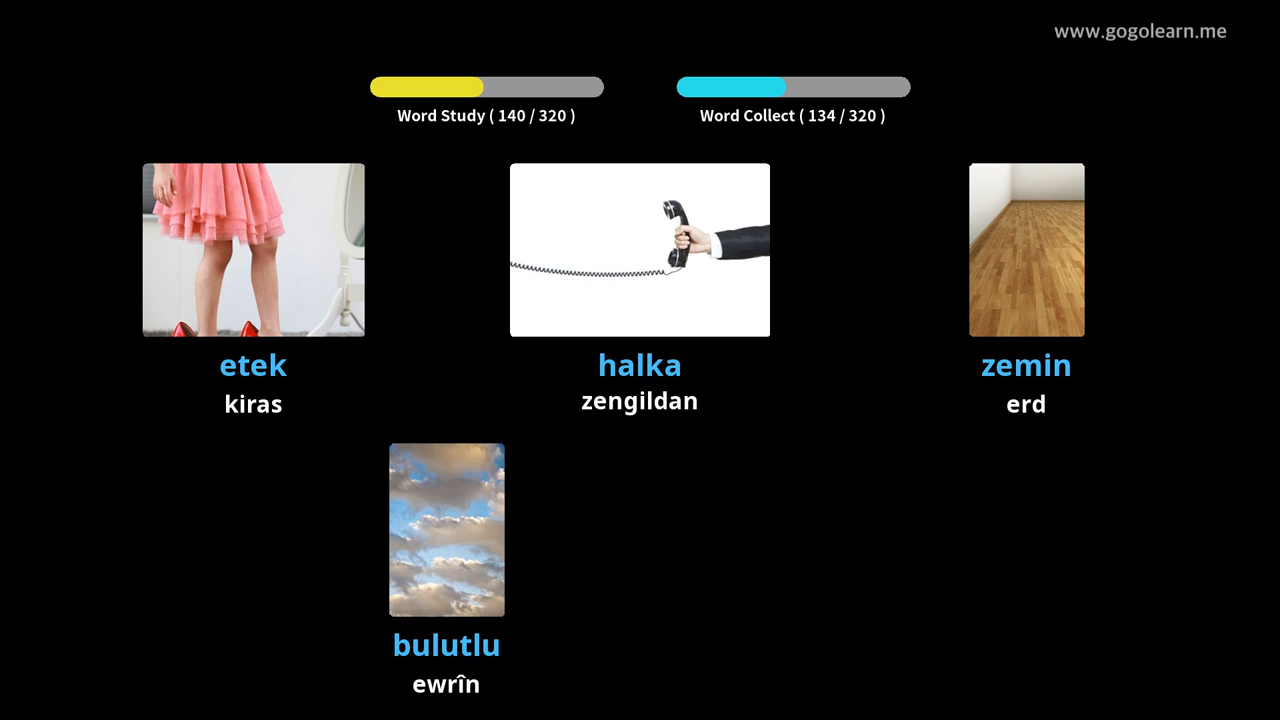 www.gogolearn.me
Word Study ( 140 / 320 )
Word Collect ( 134 / 320 )
etek
kiras
halka
zengildan
zemin
erd
bulutlu
ewrîn